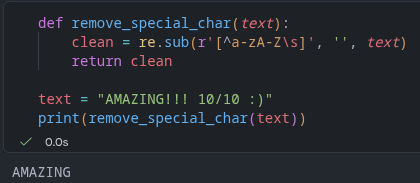 def remove_special_char(text):
    clean = re.sub(r'[^a-zA-Z\s]', '', text)
    return clean

text = "AMAZING!!! 10/10 :)"
print(remove_special_char(text))
✓ 0.0s
AMAZING